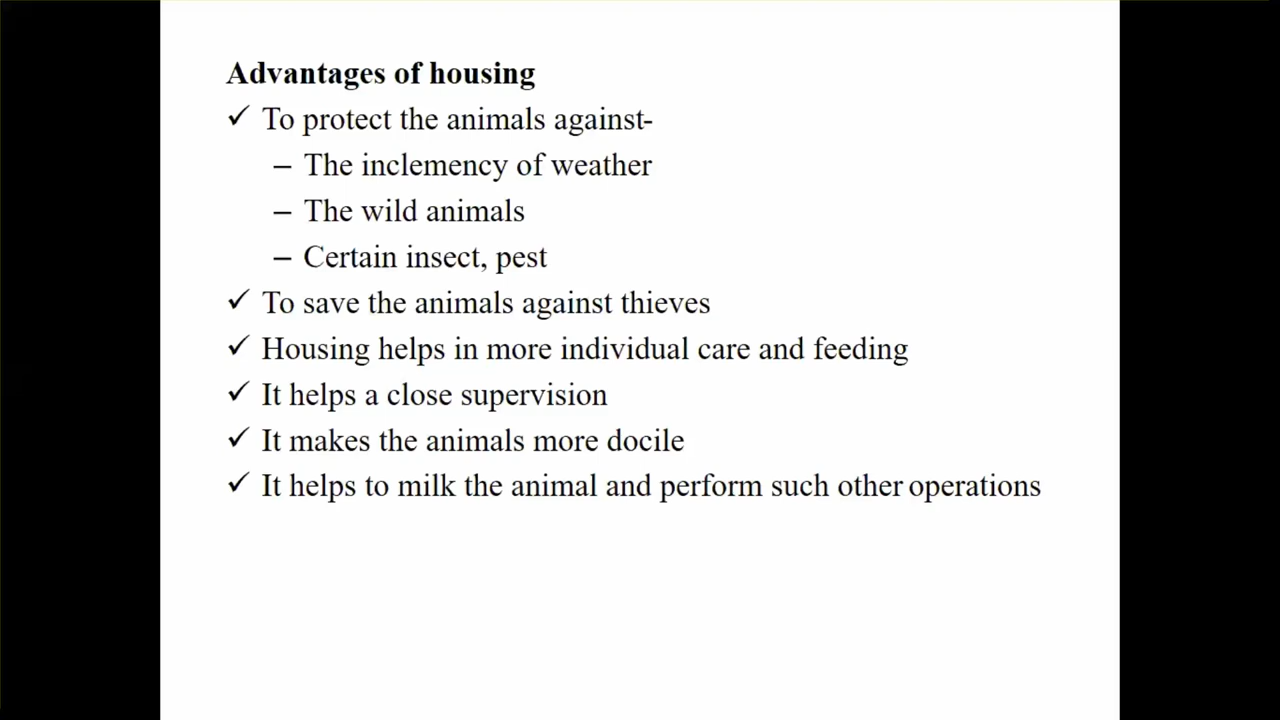 Advantages of housing
✓ To protect the animals against-
– The inclemency of weather
– The wild animals
– Certain insect, pest
✓ To save the animals against thieves
✓ Housing helps in more individual care and feeding
✓ It helps a close supervision
✓ It makes the animals more docile
✓ It helps to milk the animal and perform such other operations